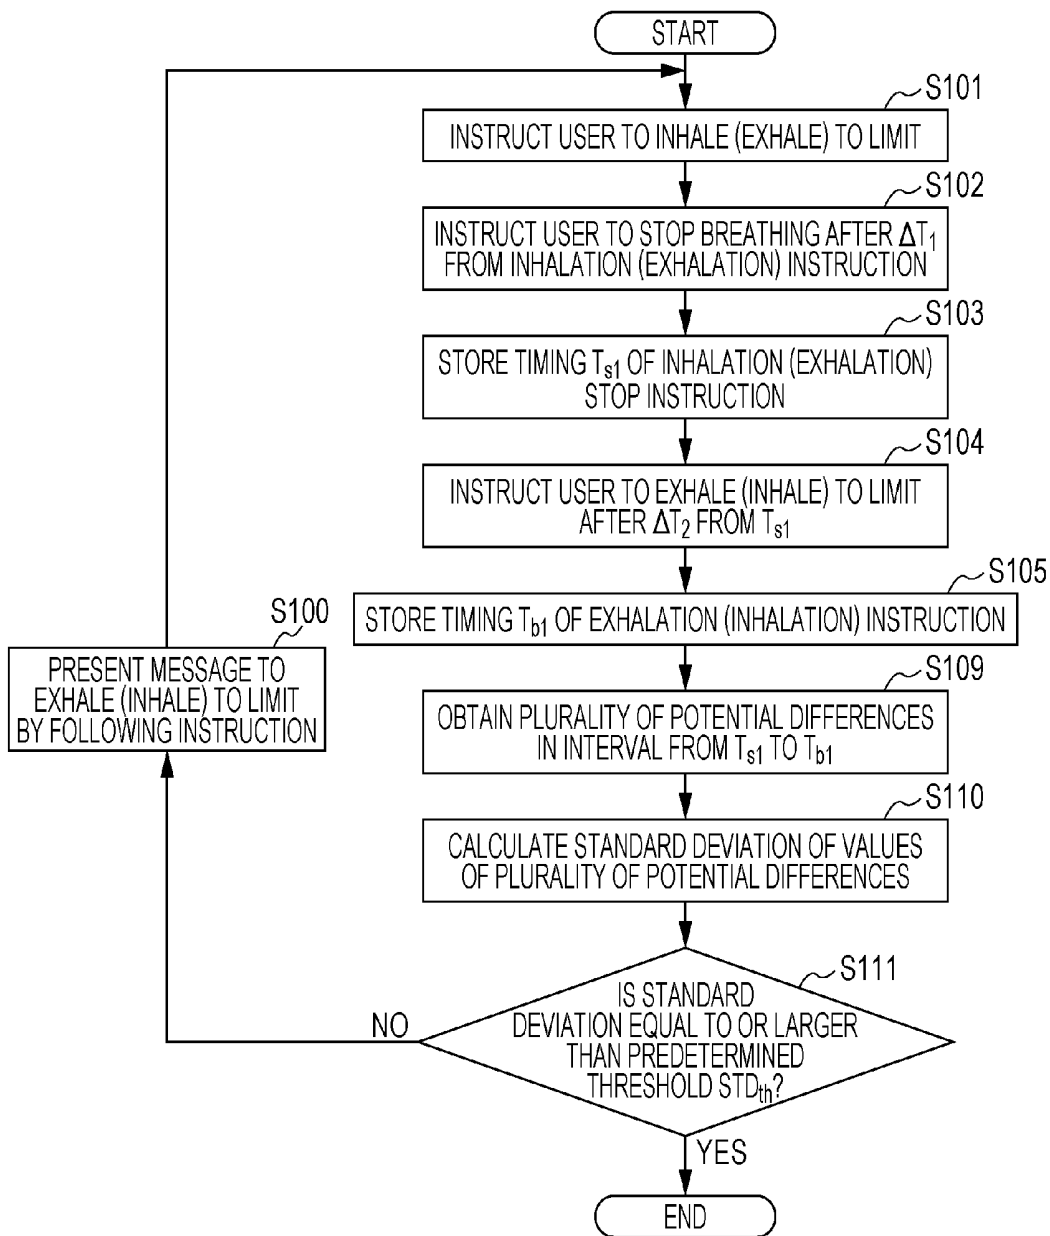 START
S101
INSTRUCT USER TO INHALE (EXHALE) TO LIMIT
S102
INSTRUCT USER TO STOP BREATHING AFTER ΔT1
FROM INHALATION (EXHALATION) INSTRUCTION
S103
STORE TIMING Ts1 OF INHALATION (EXHALATION)
STOP INSTRUCTION
S104
INSTRUCT USER TO EXHALE (INHALE) TO LIMIT
AFTER ΔT2 FROM Ts1
S105
STORE TIMING Tb1 OF EXHALATION (INHALATION) INSTRUCTION
S100
PRESENT MESSAGE TO
EXHALE (INHALE) TO LIMIT
BY FOLLOWING INSTRUCTION
S109
OBTAIN PLURALITY OF POTENTIAL DIFFERENCES
IN INTERVAL FROM Ts1 TO Tb1
S110
CALCULATE STANDARD DEVIATION OF VALUES
OF PLURALITY OF POTENTIAL DIFFERENCES
S111
IS STANDARD
DEVIATION EQUAL TO OR LARGER
THAN PREDETERMINED
THRESHOLD STDth?
NO
YES
END